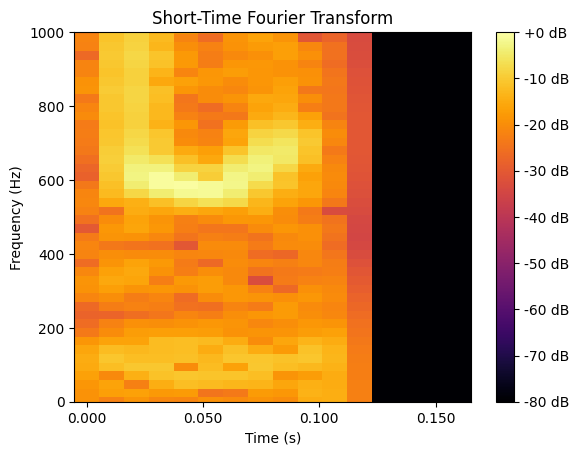 Short-Time Fourier Transform
1000
800
600
400
200
0
Frequency (Hz)
0.000
0.050
0.100
0.150
Time (s)
+0 dB
-10 dB
-20 dB
-30 dB
-40 dB
-50 dB
-60 dB
-70 dB
-80 dB